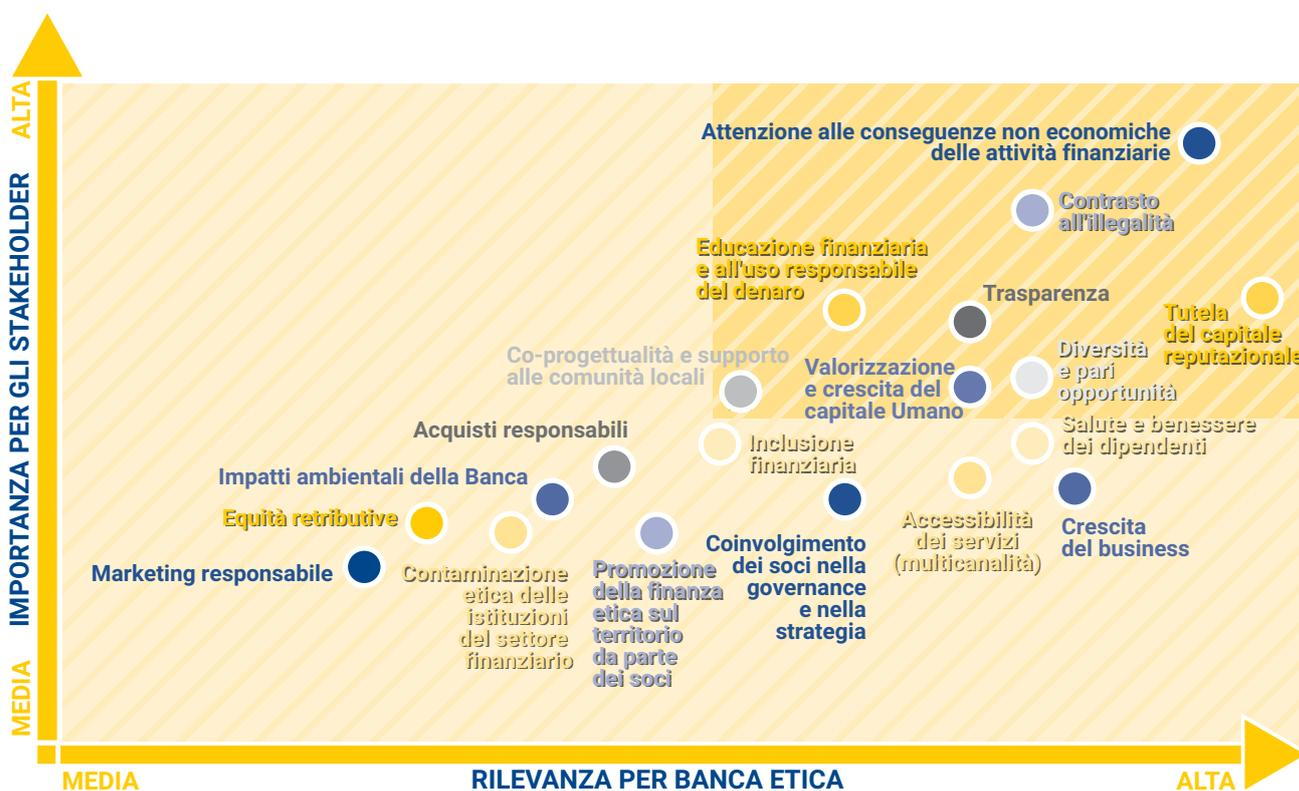 ALTA
IMPORTANZA PER GLI STAKEHOLDER
MEDIA
Attenzione alle conseguenze non economiche
delle attività finanziarie
Contrasto
all'illegalità
Educazione finanziaria
e all'uso responsabile
del denaro
Trasparenza
Tutela
del capitale
reputazionale
Co-progettualità e supporto
alle comunità locali
Valorizzazione
e crescita del
capitale Umano
Diversità
e pari
opportunità
Acquisti responsabili
Inclusione
finanziaria
Salute e benessere
dei dipendenti
Impatti ambientali della Banca
Equità retributive
Marketing responsabile
Contaminazione
etica delle
istituzioni
del settore
finanziario
Promozione
della finanza
etica sul
territorio
da parte
dei soci
Coinvolgimento
dei soci nella
governance
e nella
strategia
Accessibilità
dei servizi
(multicanalità)
Crescita
del business
MEDIA
RILEVANZA PER BANCA ETICA
ALTA